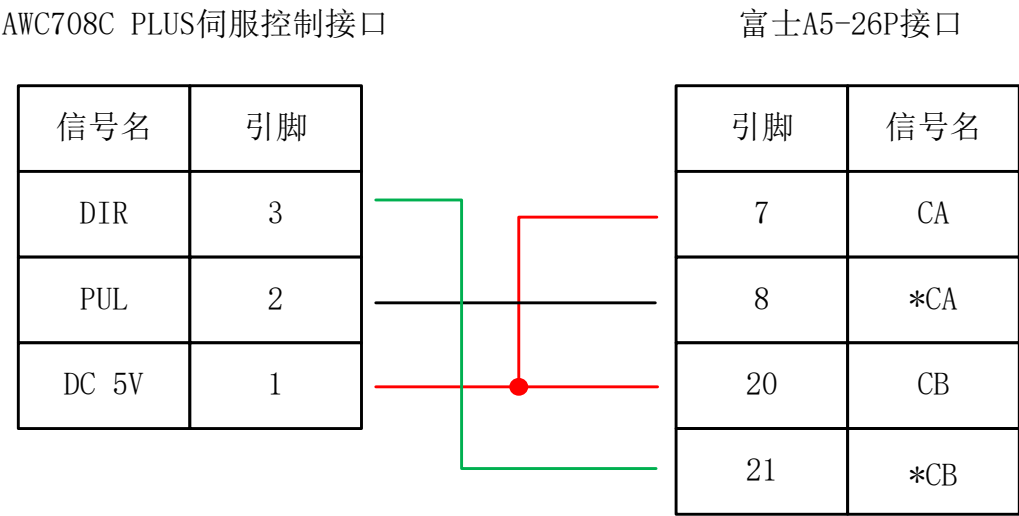 AWC708C PLUS伺服控制接口
富士A5-26P接口
信号名 引脚 引脚 信号名
DIR 3 7 CA
PUL 2 8 *CA
DC 5V 1 20 CB
21 *CB